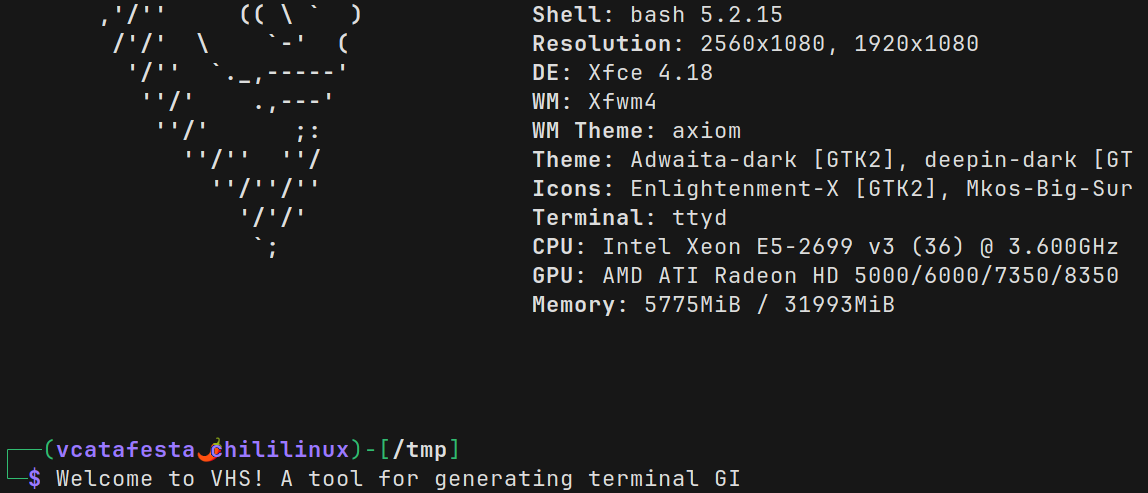 Shell: bash 5.2.15
Resolution: 2560x1080, 1920x1080
DE: Xfce 4.18
WM: Xfwm4
WM Theme: axiom
Theme: Adwaita-dark [GTK2], deepin-dark [GT
Icons: Enlightenment-X [GTK2], Mkos-Big-Sur
Terminal: ttyd
CPU: Intel Xeon E5-2699 v3 (36) @ 3.600GHz
GPU: AMD ATI Radeon HD 5000/6000/7350/8350
Memory: 5775MiB / 31993MiB
┌──(vcatafesta🌶chililinux)-[/tmp]
└─$ Welcome to VHS! A tool for generating terminal GI